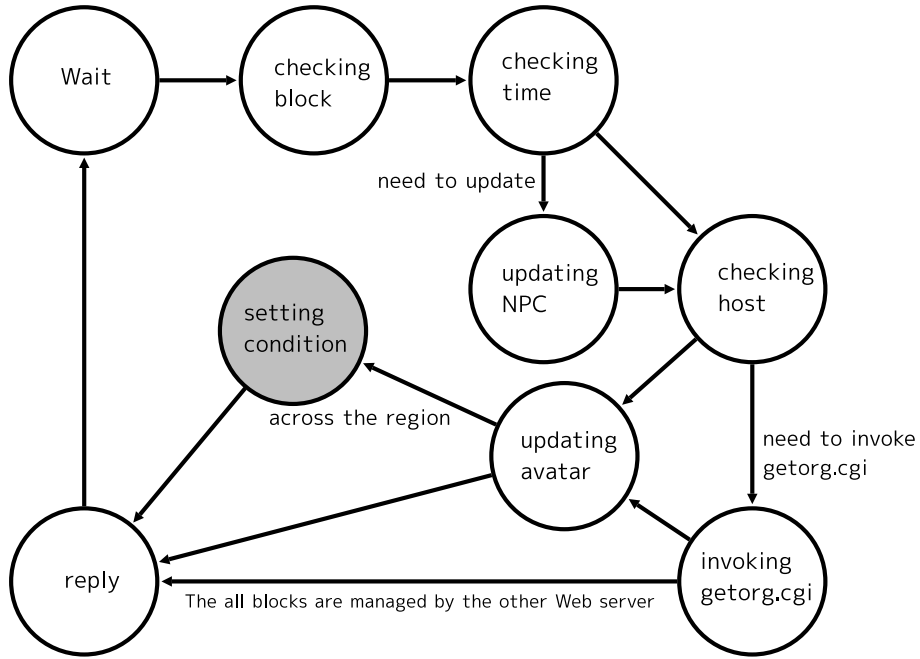 Wait
checking
block
checking
time
need to update
updating
NPC
checking
host
setting
condition
across the region
updating
avatar
need to invoke
getorg.cgi
reply
The all blocks are managed by the other Web server
invoking
getorg.cgi